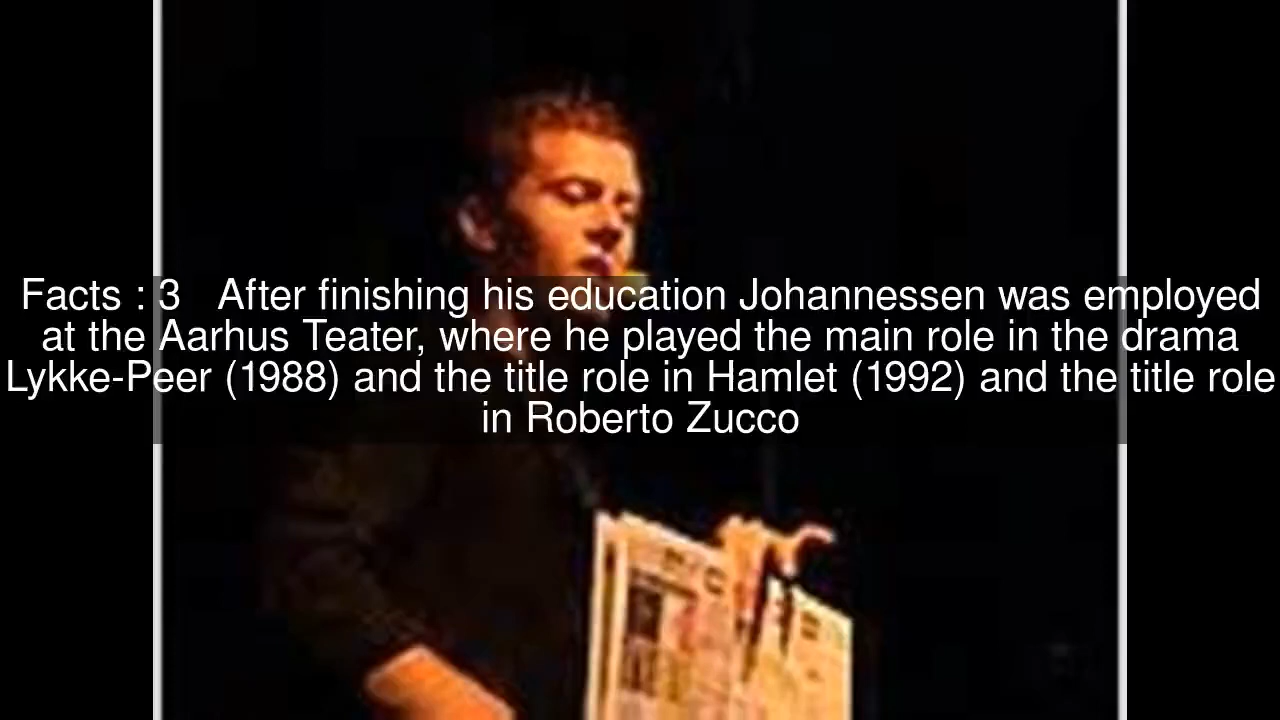 Facts : 3   After finishing his education Johannessen was employed
at the Aarhus Teater, where he played the main role in the drama
Lykke-Peer (1988) and the title role in Hamlet (1992) and the title role
in Roberto Zucco